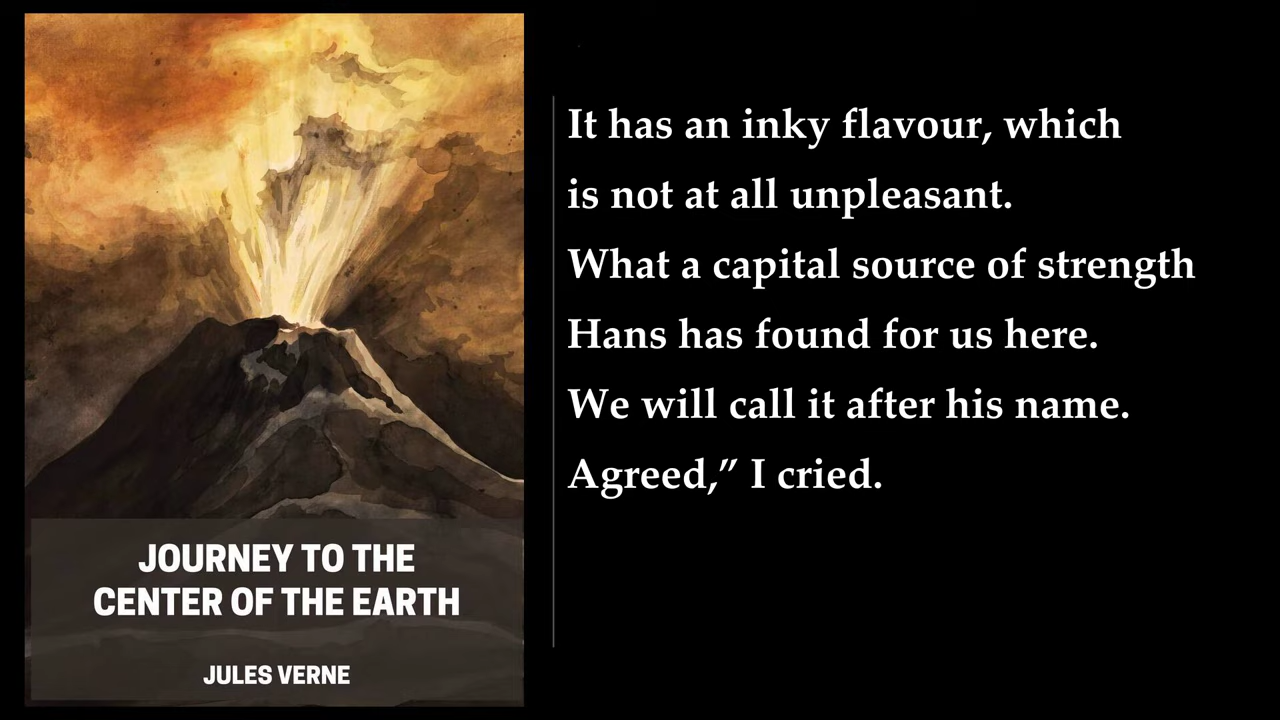 JOURNEY TO THE
CENTER OF THE EARTH
JULES VERNE
It has an inky flavour, which
is not at all unpleasant.
What a capital source of strength
Hans has found for us here.
We will call it after his name.
Agreed,” I cried.